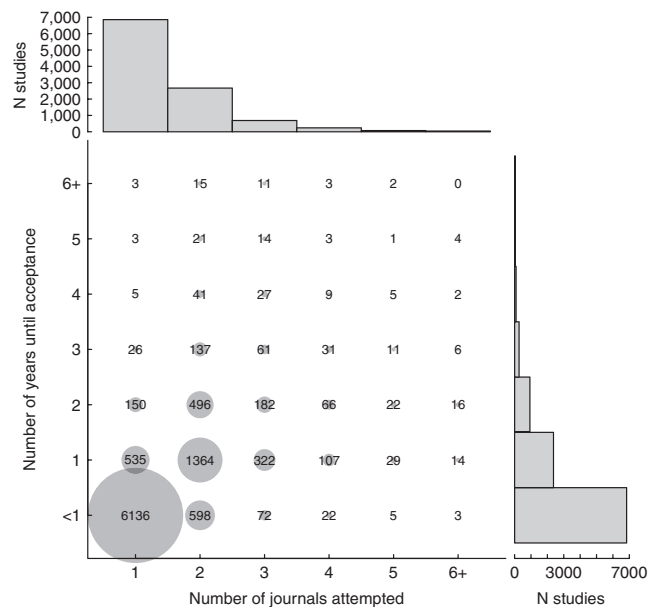 N studies
7,000
6,000
5,000
4,000
3,000
2,000
1,000
0
Number of years until acceptance
6+ 3 15 11 3 2 0
5 3 21 14 3 1 4
4 5 41 27 9 5 2
3 26 137 61 31 11 6
2 150 496 182 66 22 16
1 535 1364 322 107 29 14
<1 6136 598 72 22 5 3
1 2 3 4 5 6+
Number of journals attempted
0 3000 7000
N studies